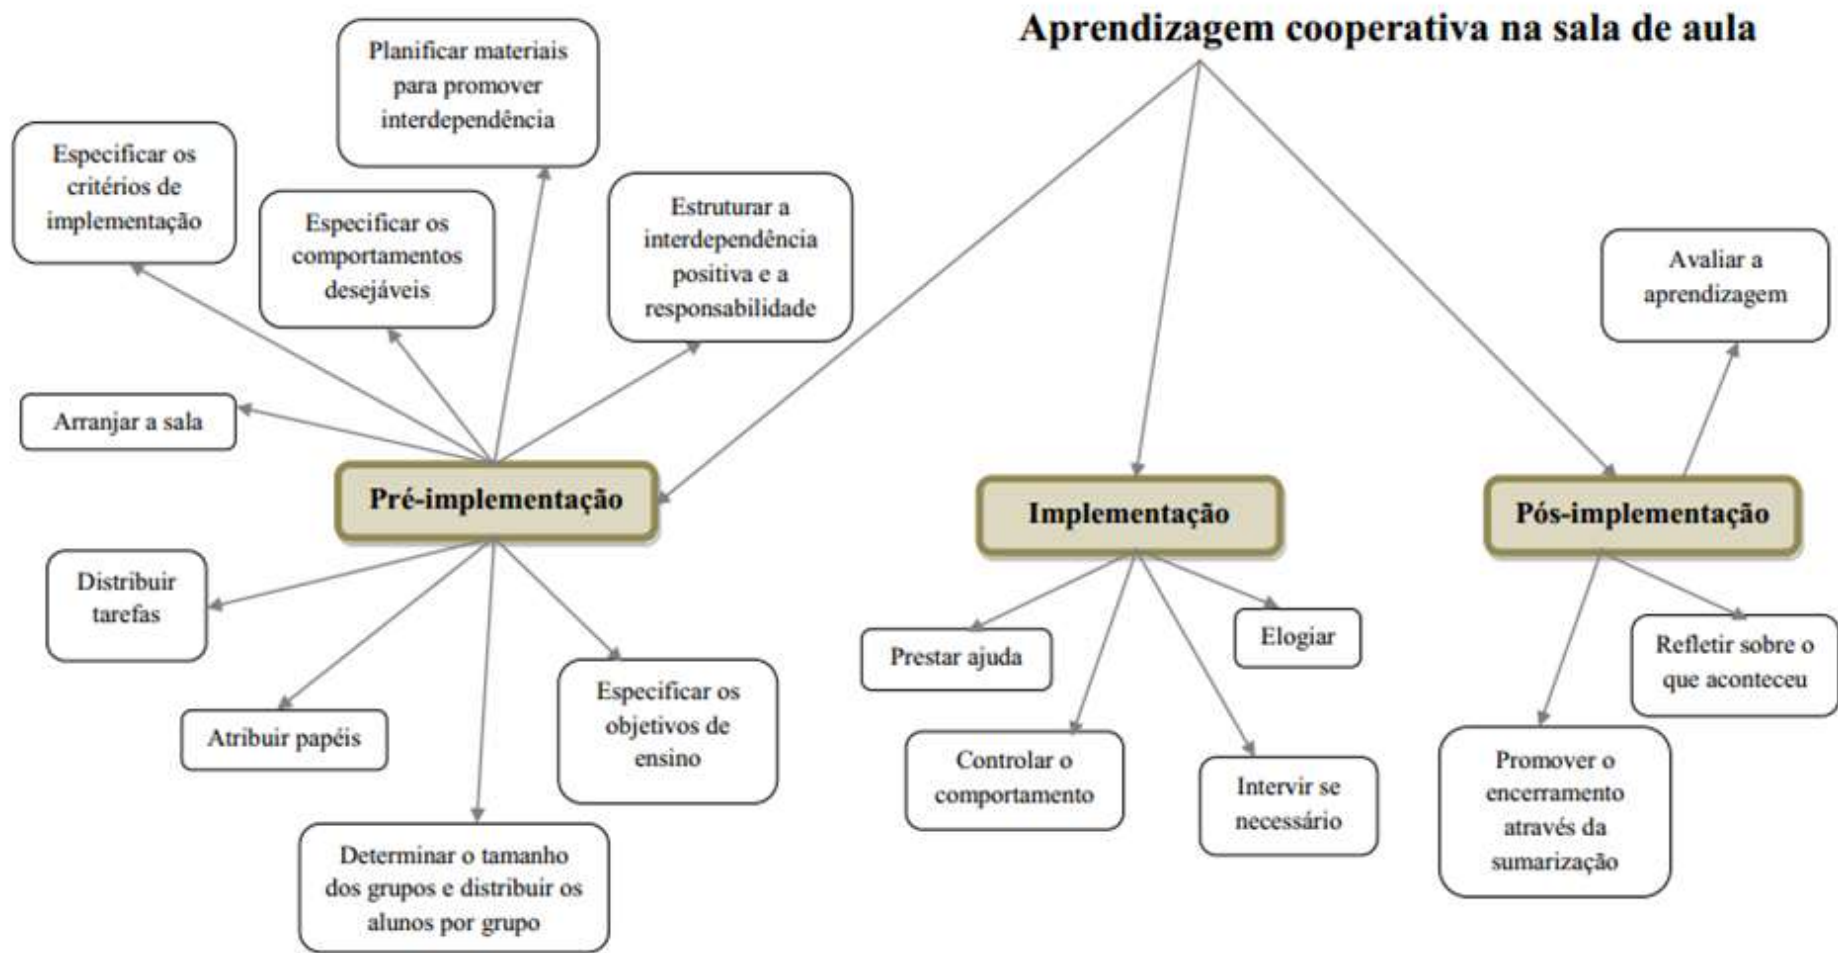 Aprendizagem cooperativa na sala de aula
Planificar materiais
para promover
interdependência
Especificar os
critérios de
implementação
Especificar os
comportamentos
desejáveis
Estruturar a
interdependência
positiva e a
responsabilidade
Avaliar a
aprendizagem
Arranjar a sala
Pré-implementação
Implementação
Pós-implementação
Distribuir
tarefas
Atribuir papéis
Determinar o tamanho
dos grupos e distribuir os
alunos por grupo
Especificar os
objetivos de
ensino
Prestar ajuda
Controlar o
comportamento
Intervir se
necessário
Elogiar
Promover o
encerramento
através da
sumarização
Refletir sobre o
que aconteceu